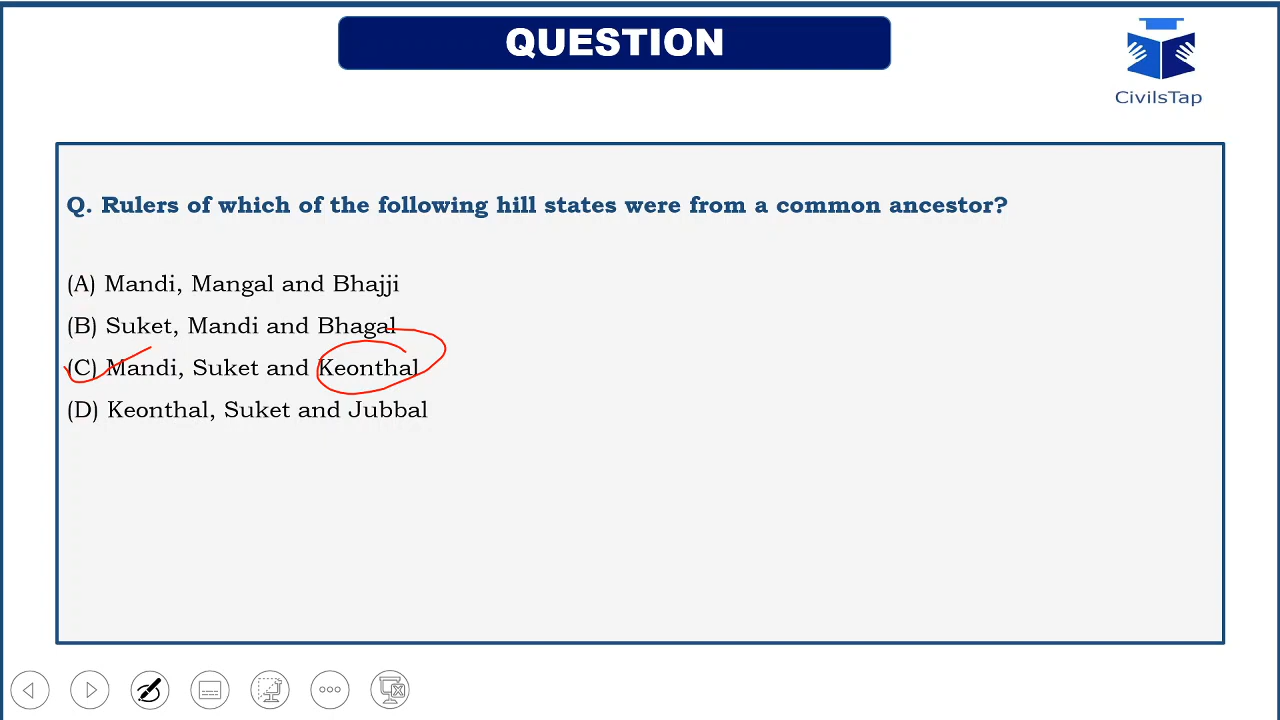 QUESTION
CivilsTap
Q. Rulers of which of the following hill states were from a common ancestor?
(A) Mandi, Mangal and Bhajji
(B) Suket, Mandi and Bhagal
(C) Mandi, Suket and Keonthal
(D) Keonthal, Suket and Jubbal